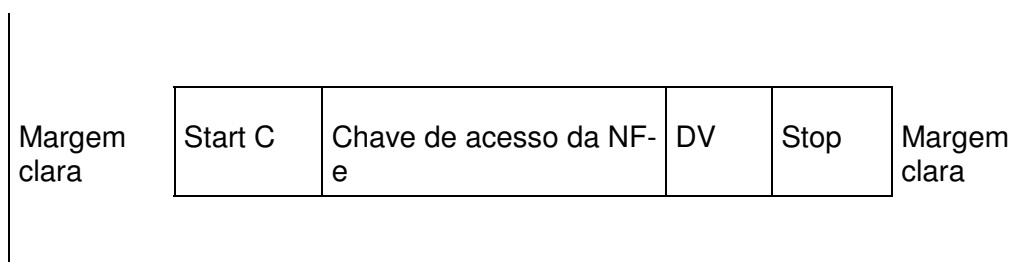 Margem
clara
Start C
Chave de acesso da NF-
e
DV
Stop
Margem
clara